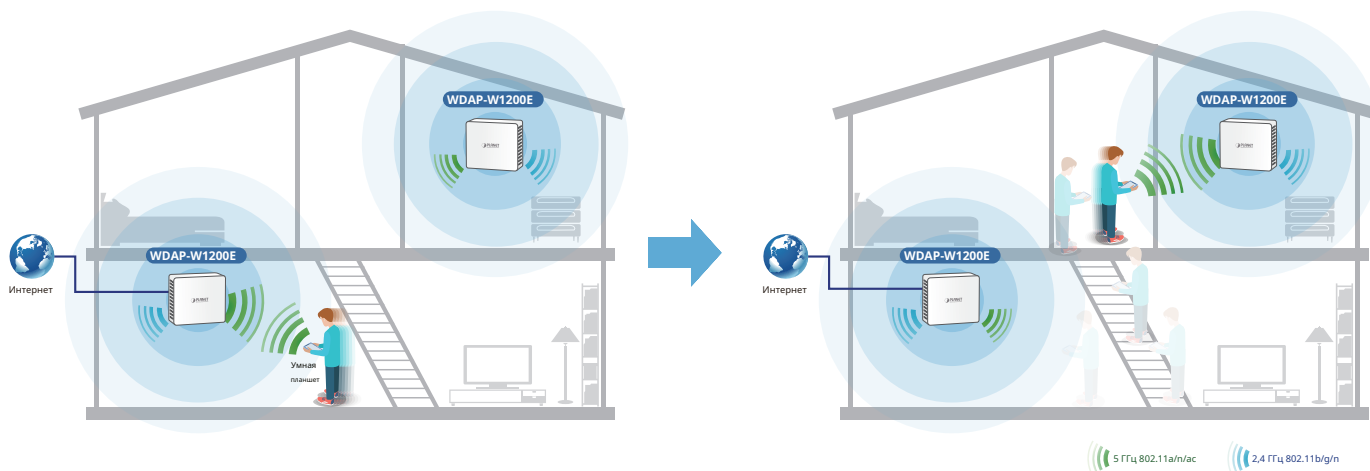 WDAP-W1200E
WDAP-W1200E
Интернет
Умная
планшет
WDAP-W1200E
WDAP-W1200E
Интернет
5 ГГц 802.11a/n/ac
2,4 ГГц 802.11b/g/n